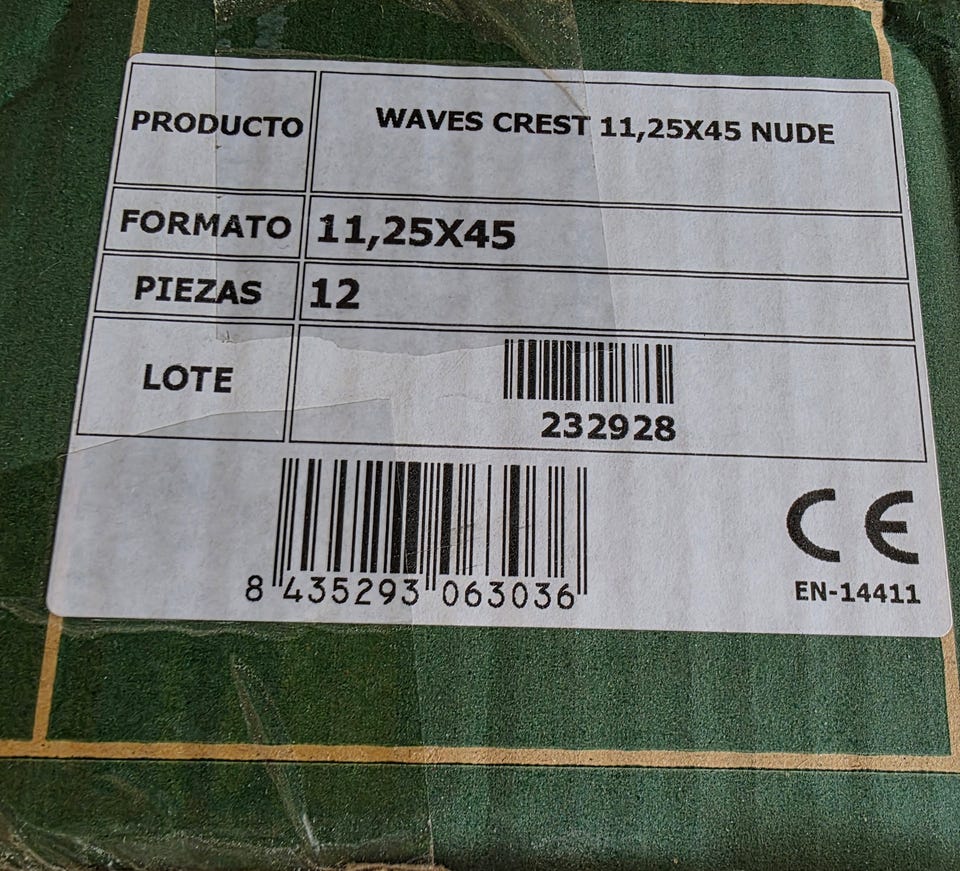 PRODUCTO WAVES CREST 11,25X45 NUDE
FORMATO 11,25X45
PIEZAS 12
LOTE
232928
8 435293 063036
CE
EN-14411